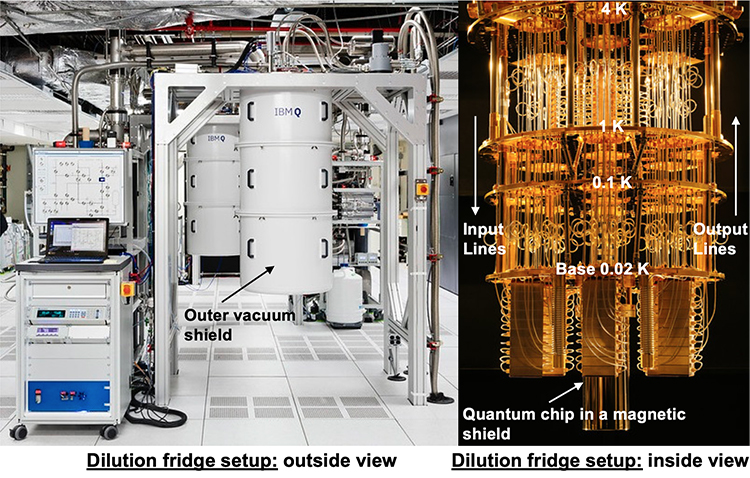 IBM Q
IBM Q
Outer vacuum
shield
Dilution fridge setup: outside view
4 K
1 K
0.1 K
Input
Lines
Output
Lines
Base 0.02 K
Quantum chip in a magnetic
shield
Dilution fridge setup: inside view